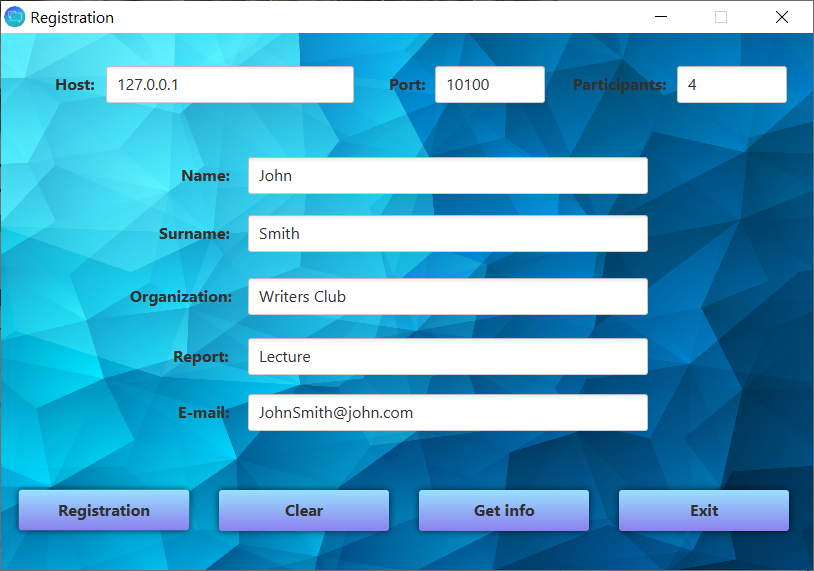 Registration
Host: 127.0.0.1 Port: 10100 Participants: 4
Name: John
Surname: Smith
Organization: Writers Club
Report: Lecture
E-mail: JohnSmith@john.com
Registration Clear Get info Exit